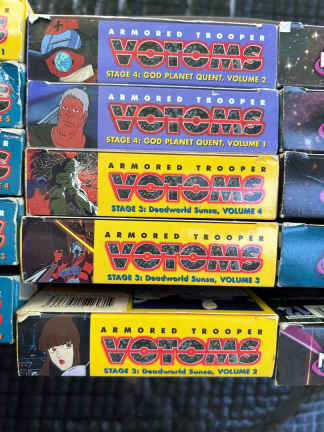 ARMORED TROOPER
VOTOMS
STAGE 4: GOD PLANET QUENT, VOLUME 2
ARMORED TROOPER
VOTOMS
STAGE 4: GOD PLANET QUENT, VOLUME 1
ARMORED TROOPER
VOTOMS
STAGE 3: Deadworld Sunsa, VOLUME 4
ARMORED TROOPER
VOTOMS
STAGE 3: Deadworld Sunsa, VOLUME 3
ARMORED TROOPER
VOTOMS
STAGE 3: Deadworld Sunsa, VOLUME 2